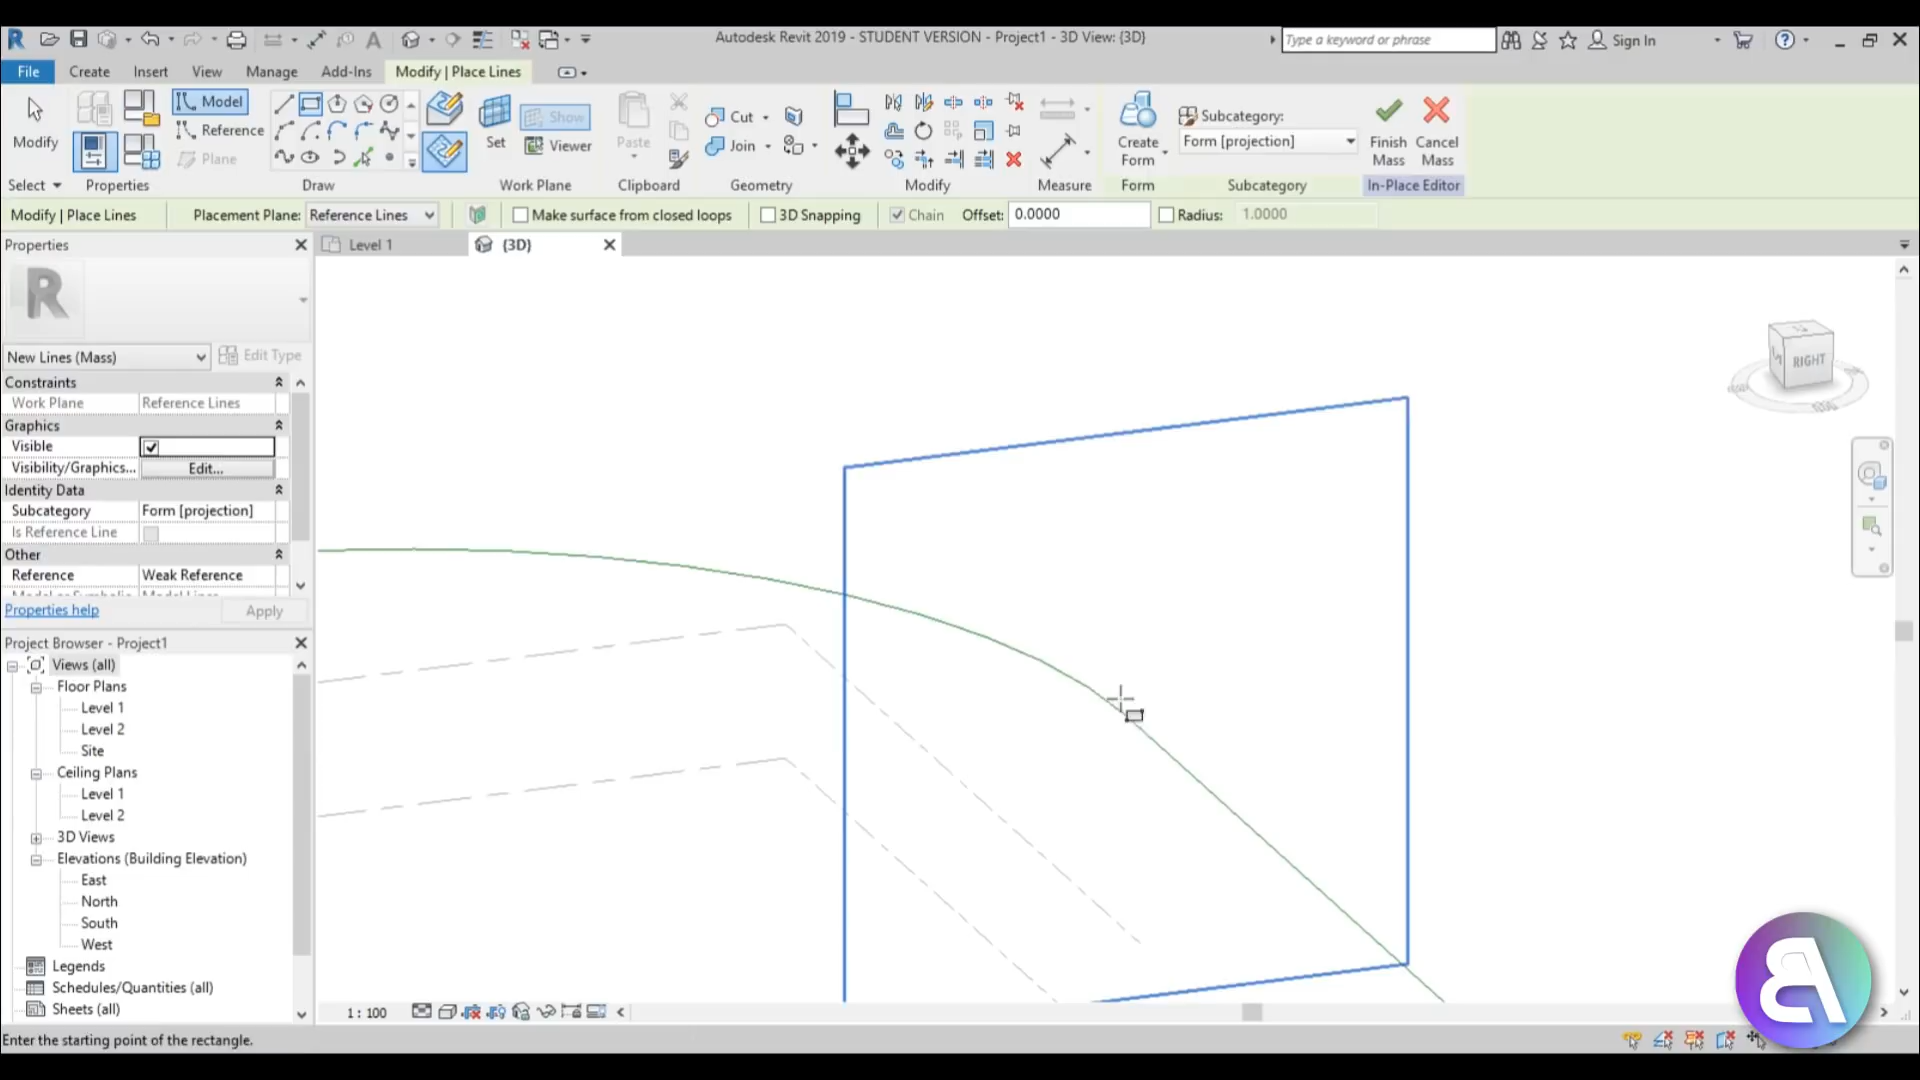 Autodesk Revit 2019 - STUDENT VERSION - Project1 - 3D View: {3D}
Type a keyword or phrase
Sign In
File
Create
Insert
View
Manage
Add-Ins
Modify | Place Lines
Modify
Model
Reference
Plane
Set
Show
Viewer
Paste
Cut
Join
Create
Form
Subcategory:
Form [projection]
Finish
Mass
Cancel
Mass
Select
Properties
Draw
Work Plane
Clipboard
Geometry
Modify
Measure
Form
Subcategory
In-Place Editor
Modify | Place Lines
Placement Plane:
Reference Lines
Make surface from closed loops
3D Snapping
Chain
Offset:
0.0000
Radius:
1.0000
Properties
Level 1
{3D}
R
New Lines (Mass)
Edit Type
Constraints
Work Plane
Reference Lines
Graphics
Visible
Visibility/Graphics...
Edit...
Identity Data
Subcategory
Form [projection]
Is Reference Line
Other
Reference
Weak Reference
Properties help
Apply
RIGHT
Project Browser - Project1
Views (all)
Floor Plans
Level 1
Level 2
Site
Ceiling Plans
Level 1
Level 2
3D Views
Elevations (Building Elevation)
East
North
South
West
Legends
Schedules/Quantities (all)
Sheets (all)
1 : 100
Enter the starting point of the rectangle.